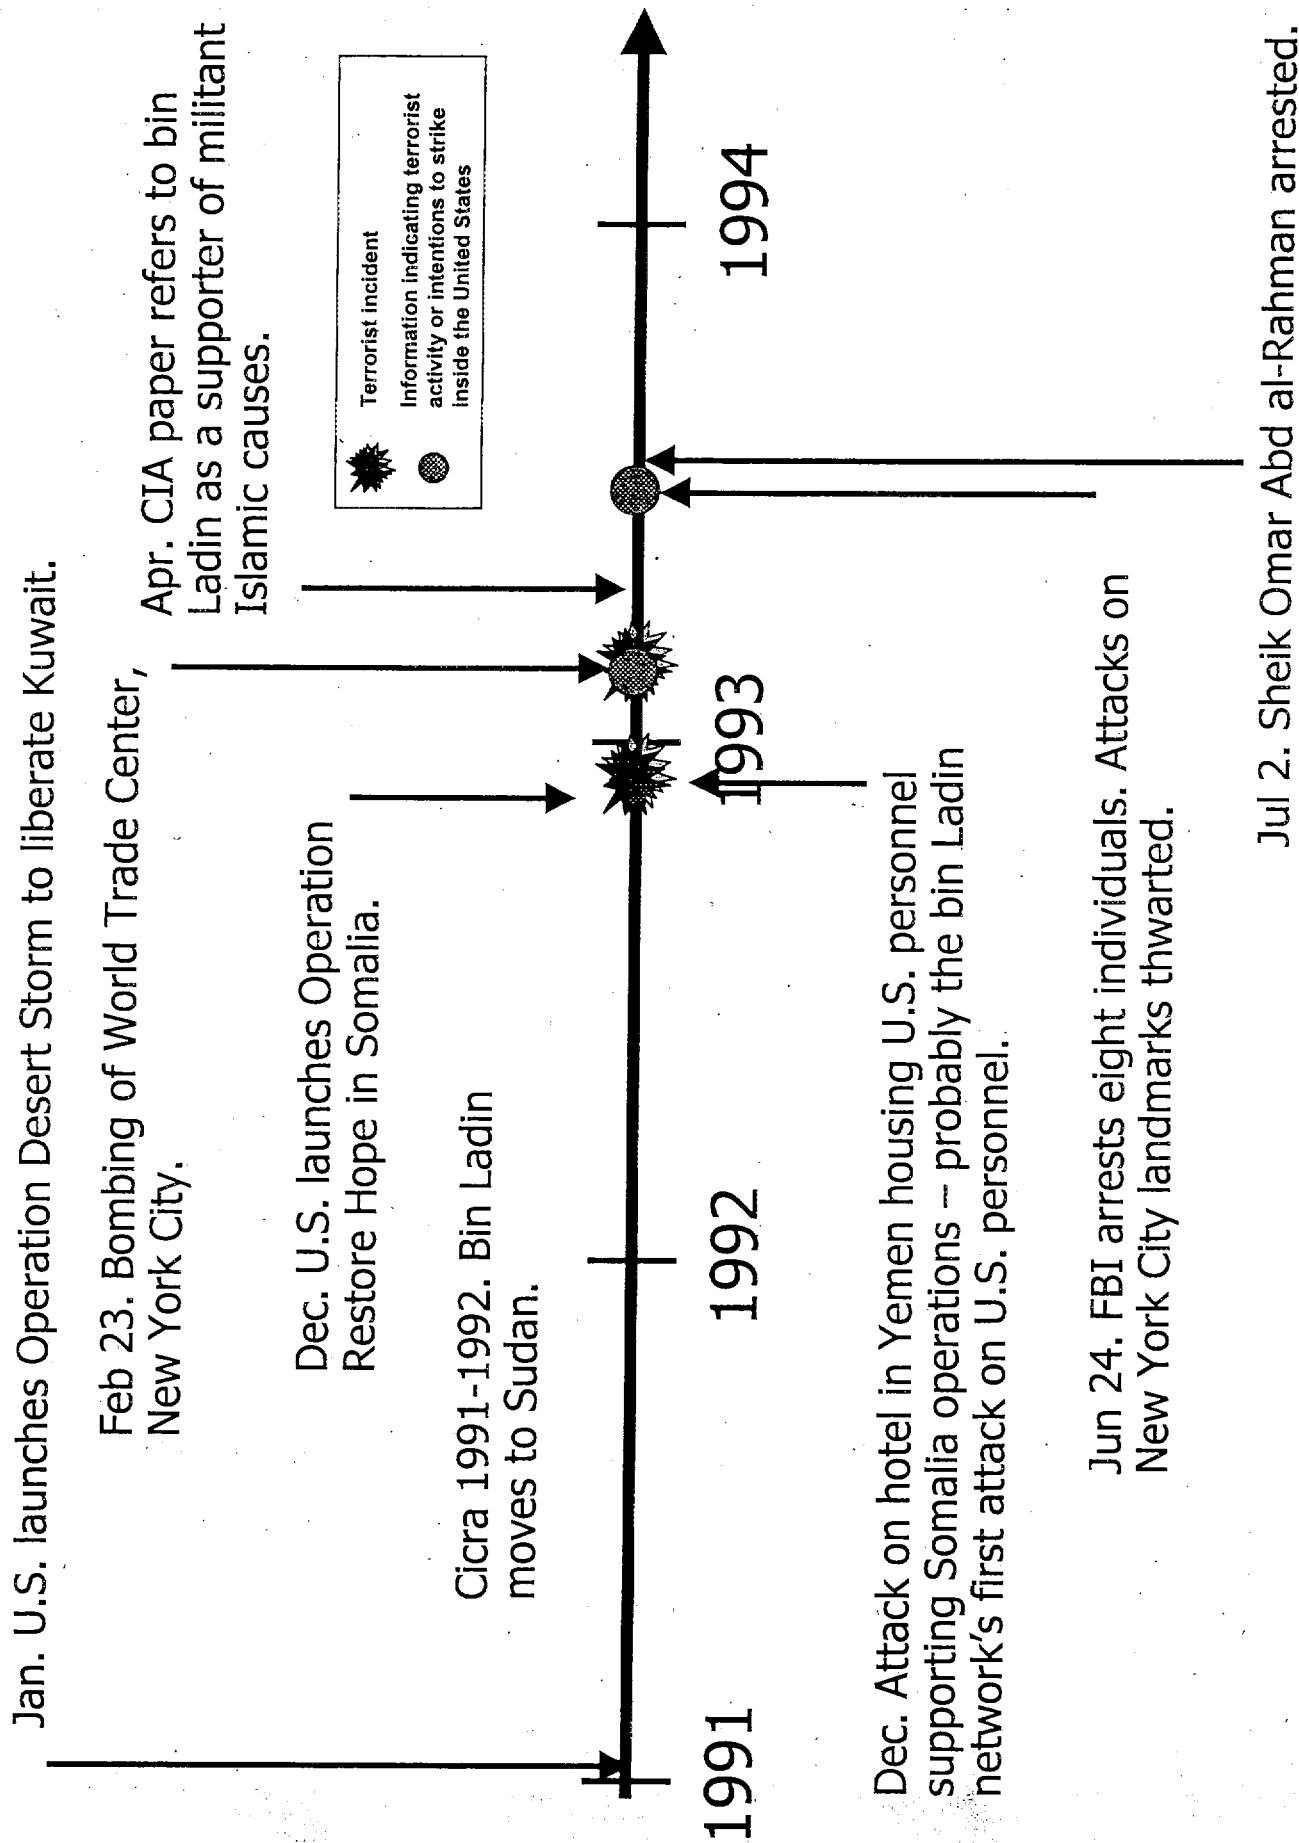 Jan. U.S. launches Operation Desert Storm to liberate Kuwait.
Feb 23. Bombing of World Trade Center,
New York City.
Apr. CIA paper refers to bin
Ladin as a supporter of militant
Islamic causes.
Dec. U.S. launches Operation
Restore Hope in Somalia.
Cicra 1991-1992. Bin Ladin
moves to Sudan.
Terrorist incident
Information indicating terrorist
activity or intentions to strike
inside the United States
1991
1992
1993
1994
Dec. Attack on hotel in Yemen housing U.S. personnel
supporting Somalia operations -- probably the bin Ladin
network's first attack on U.S. personnel.
Jun 24. FBI arrests eight individuals. Attacks on
New York City landmarks thwarted.
Jul 2. Sheik Omar Abd al-Rahman arrested.